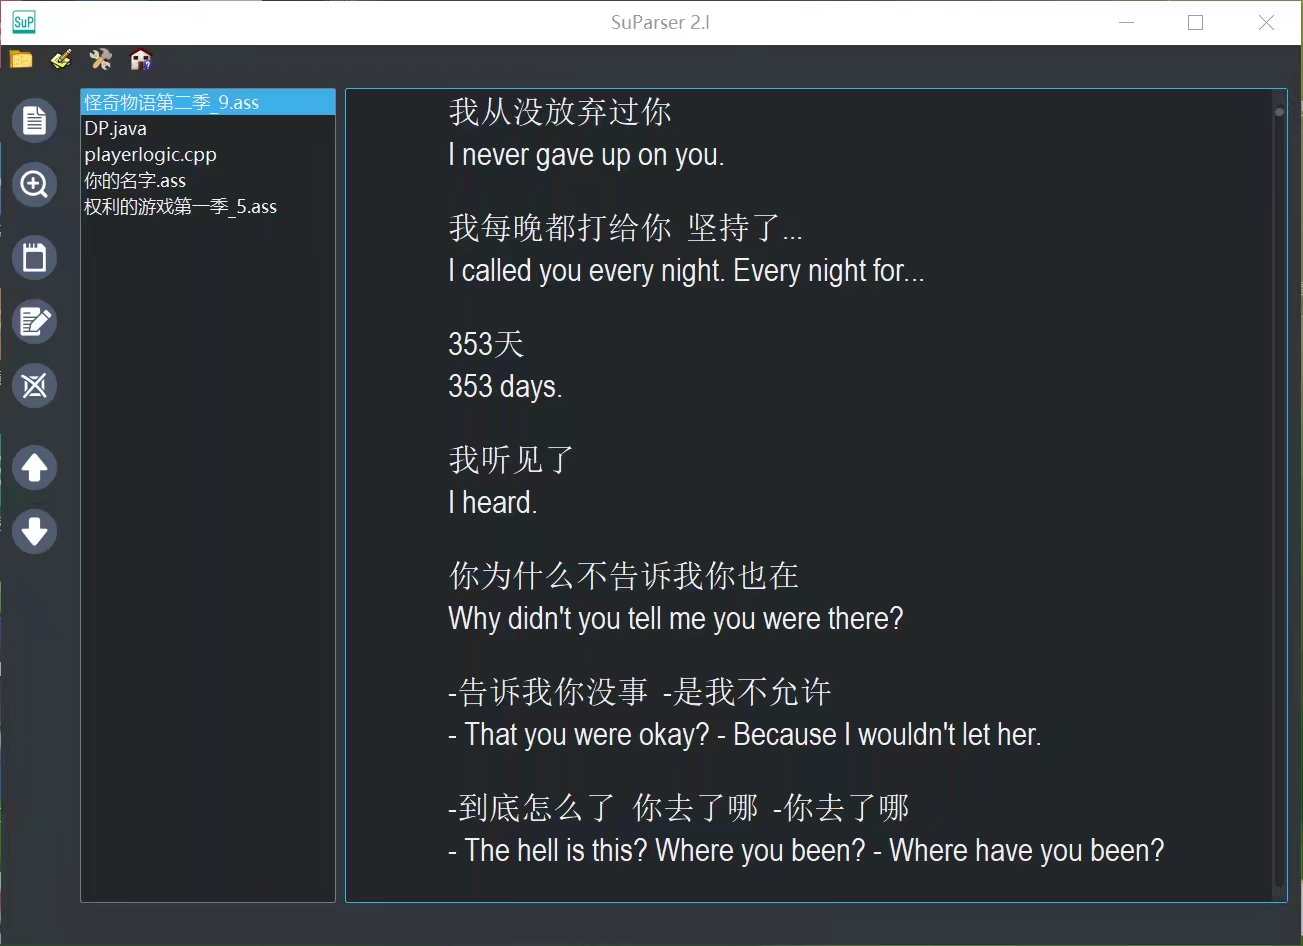 SuP
SuParser 2.I
怪奇物语第二季_9.ass
DP.java
playerlogic.cpp
你的名字.ass
权利的游戏第一季_5.ass
我从没放弃过你
I never gave up on you.
我每晚都打给你 坚持了...
I called you every night. Every night for...
353天
353 days.
我听见了
I heard.
你为什么不告诉我你也在
Why didn't you tell me you were there?
-告诉我你没事 -是我不允许
- That you were okay? - Because I wouldn't let her.
-到底怎么了 你去了哪 -你去了哪
- The hell is this? Where you been? - Where have you been?